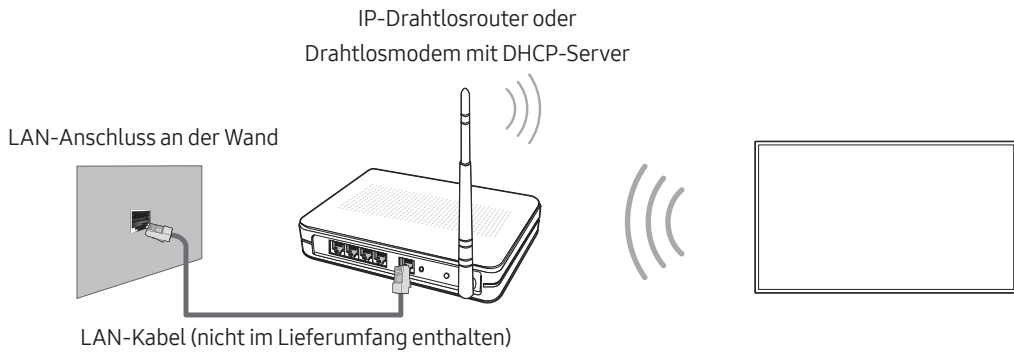 IP-Drahtlosrouter oder
Drahtlosmodem mit DHCP-Server
LAN-Anschluss an der Wand
LAN-Kabel (nicht im Lieferumfang enthalten)